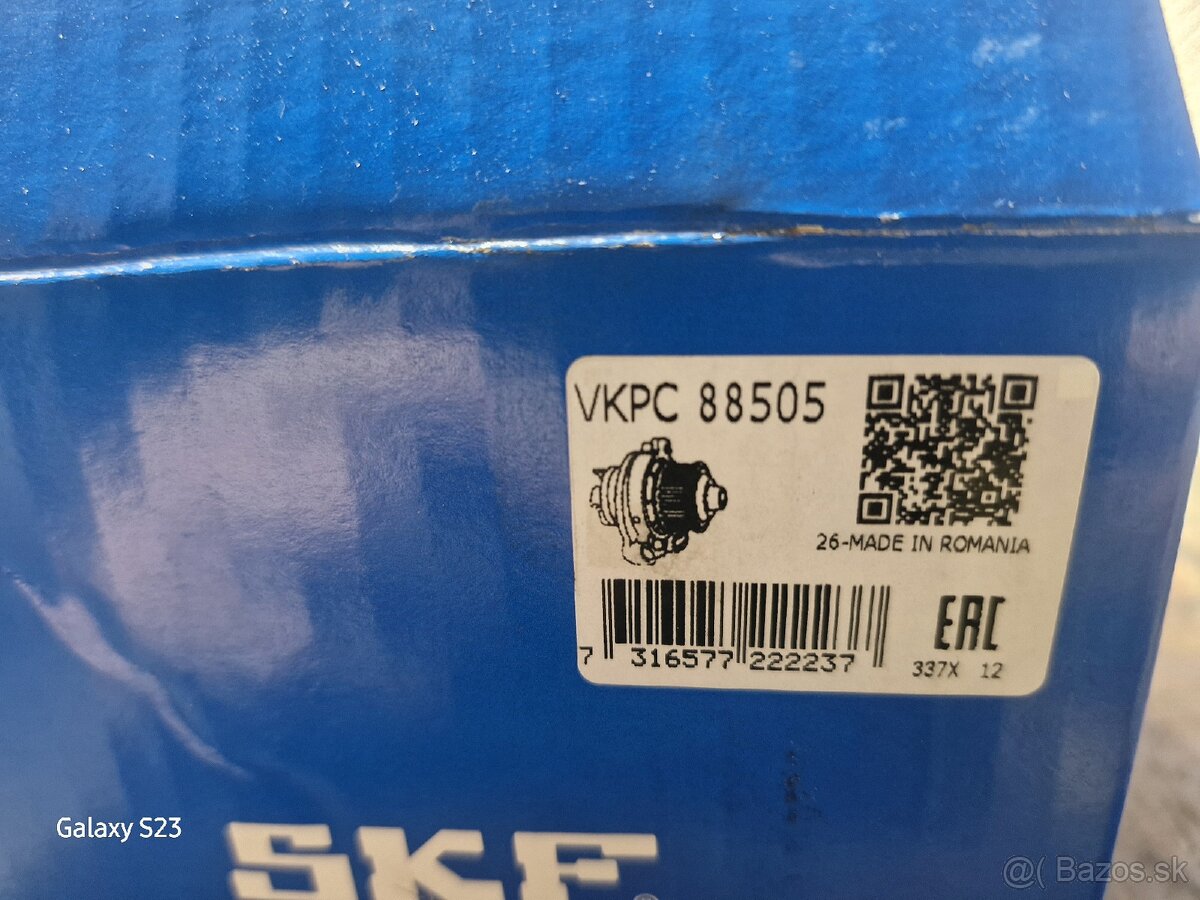 VKPC 88505
26-MADE IN ROMANIA
7 316577 222237
EAC
337X 12
Galaxy S23
SKF®
@( Bazos.sk